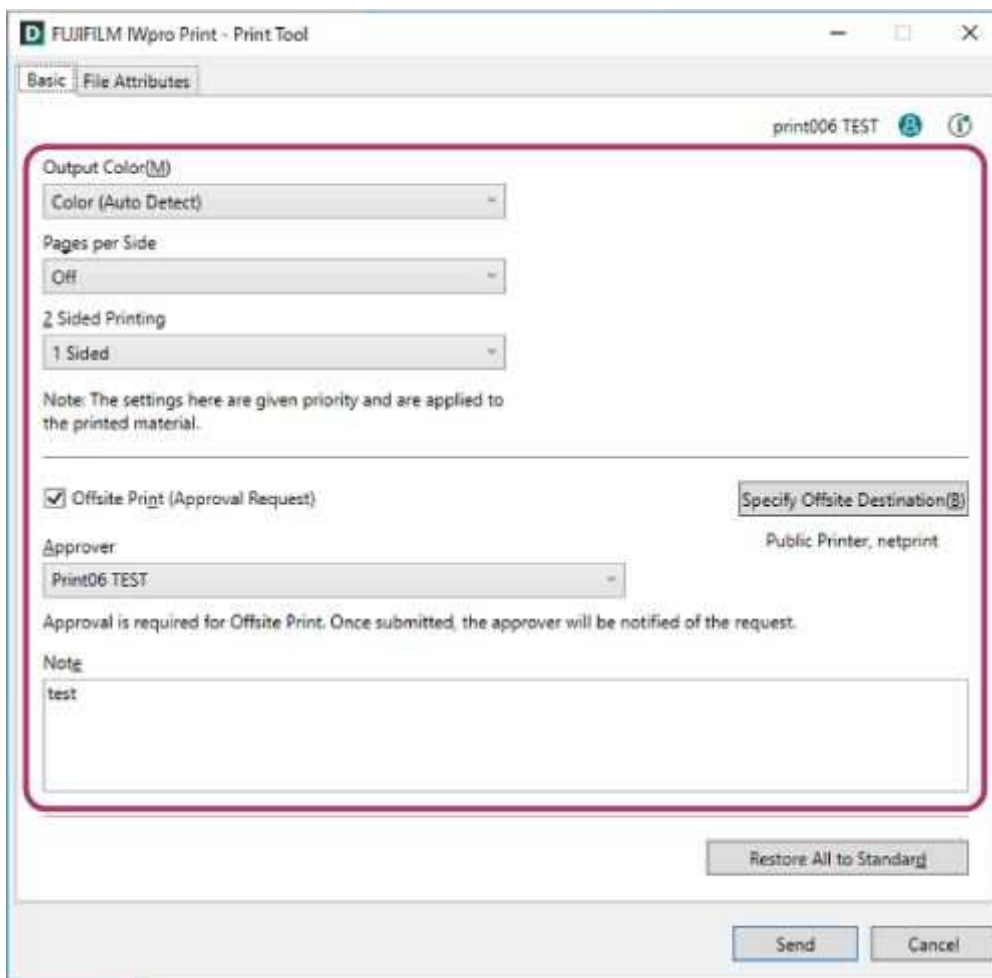 FUJIFILM IWpro Print - Print Tool
Basic File Attributes
print006 TEST
Output Color(M)
Color (Auto Detect)
Pages per Side
Off
2 Sided Printing
1 Sided
Note: The settings here are given priority and are applied to
the printed material.
Offsite Print (Approval Request)
Specify Offsite Destination(B)
Public Printer, netprint
Approver
Print06 TEST
Approval is required for Offsite Print. Once submitted, the approver will be notified of the request.
Note
test
Restore All to Standard
Send Cancel